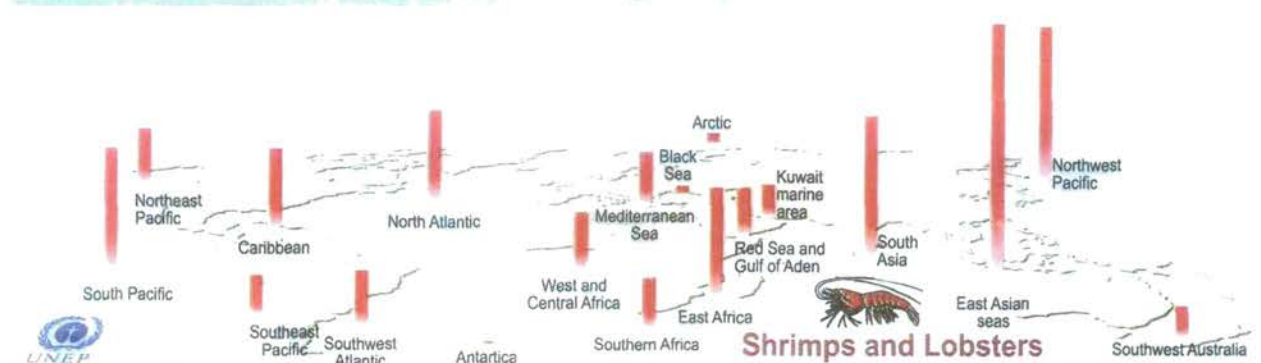 Arctic
Black
Sea
Northeast
Pacific
Kuwait
marine
area
Northwest
Pacific
North Atlantic
Mediterranean
Sea
Caribbean
Red Sea and
Gulf of Aden
South
Asia
South Pacific
West and
Central Africa
East Asian
seas
East Africa
Southeast
Pacific
Southwest
Atlantic
Antartica
Southern Africa
Shrimps and Lobsters
Southwest Australia
UNEP